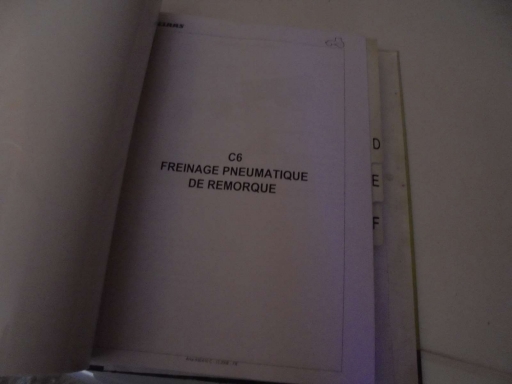 C6
FREINAGE PNEUMATIQUE
DE REMORQUE
D
E
F